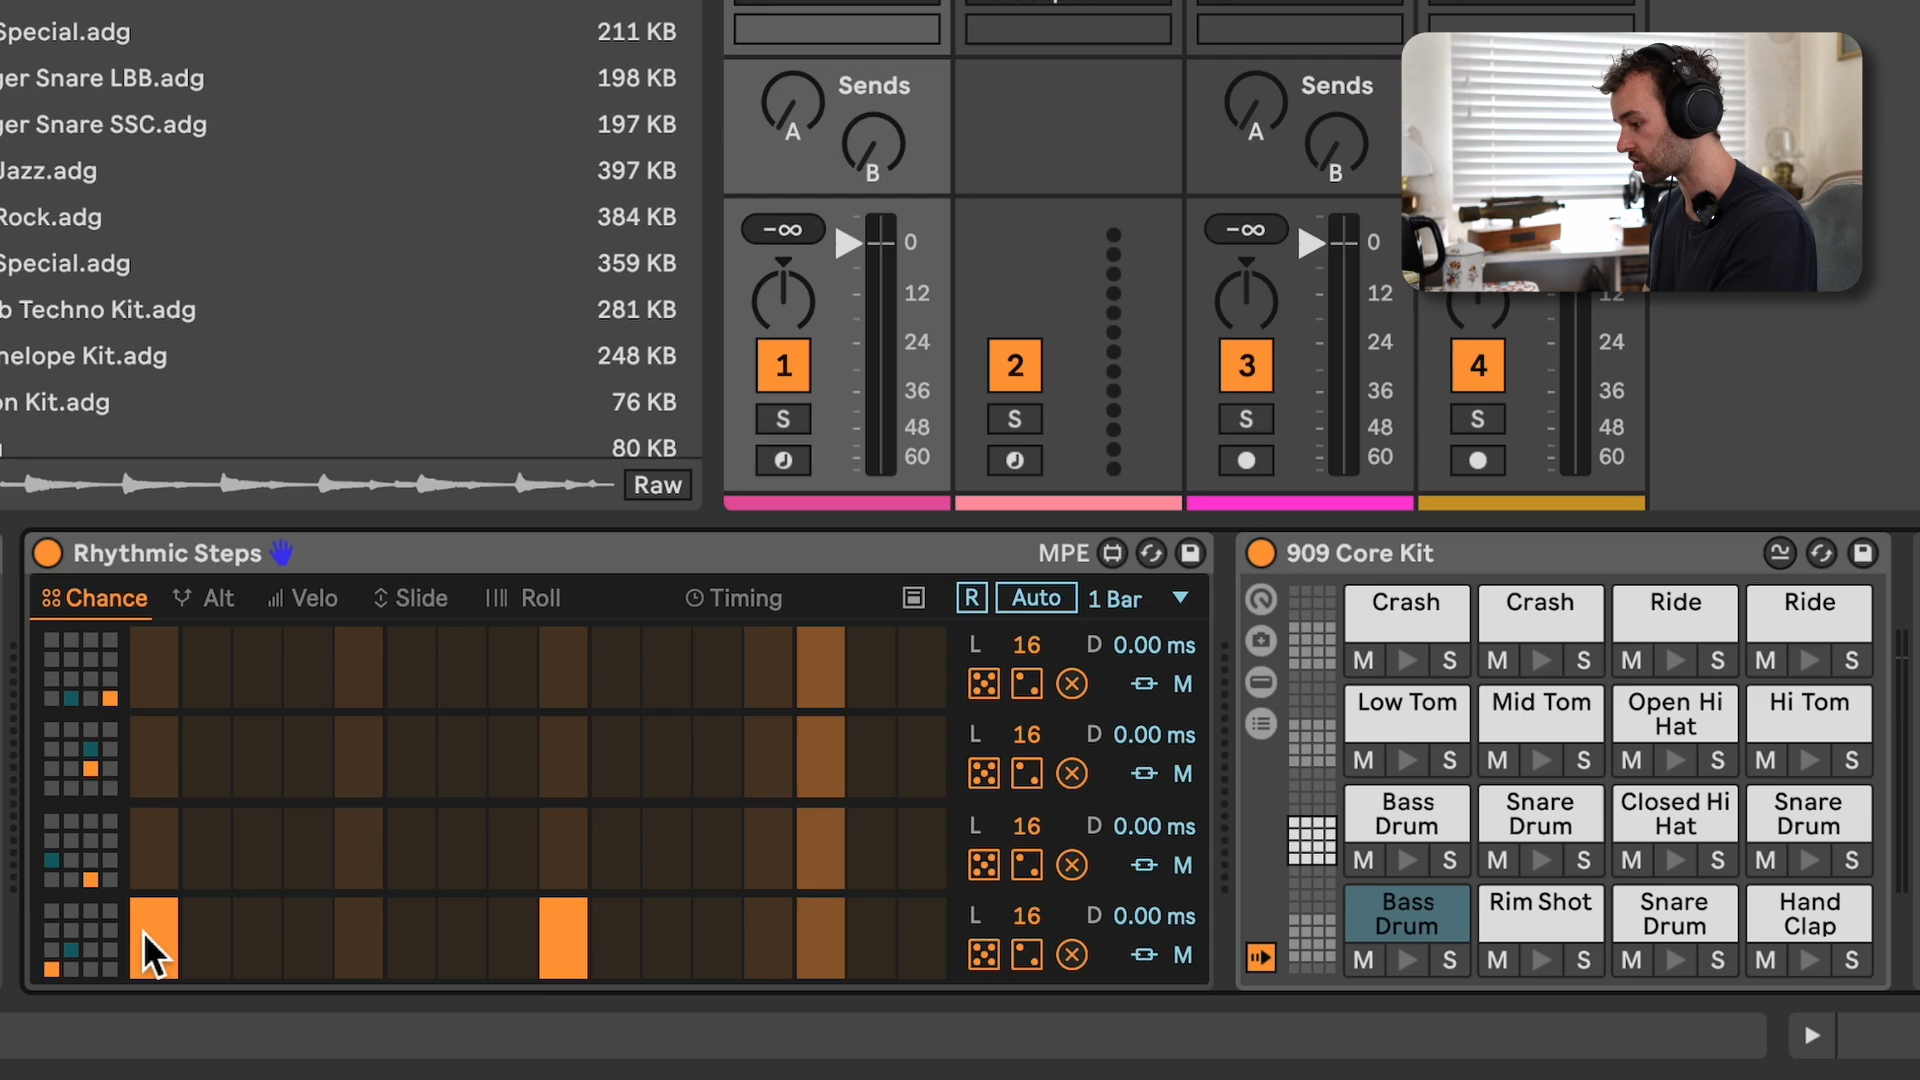 Special.adg 211 KB
ger Snare LBB.adg 198 KB
ger Snare SSC.adg 197 KB
Jazz.adg 397 KB
Rock.adg 384 KB
Special.adg 359 KB
b Techno Kit.adg 281 KB
nelope Kit.adg 248 KB
on Kit.adg 76 KB
80 KB
Raw
Sends
A
B
-∞
0
12
24
36
48
60
1
S
2
S
Sends
A
B
-∞
0
12
24
36
48
60
3
S
12
24
36
48
60
4
S
Rhythmic Steps MPE
Chance Alt Velo Slide Roll Timing R Auto 1 Bar
L 16 D 0.00 ms
M
L 16 D 0.00 ms
M
L 16 D 0.00 ms
M
L 16 D 0.00 ms
M
909 Core Kit
Crash Crash Ride Ride
M S M S M S M S
Low Tom Mid Tom Open Hi Hat Hi Tom
M S M S M S M S
Bass Drum Snare Drum Closed Hi Hat Snare Drum
M S M S M S M S
Bass Drum Rim Shot Snare Drum Hand Clap
M S M S M S M S